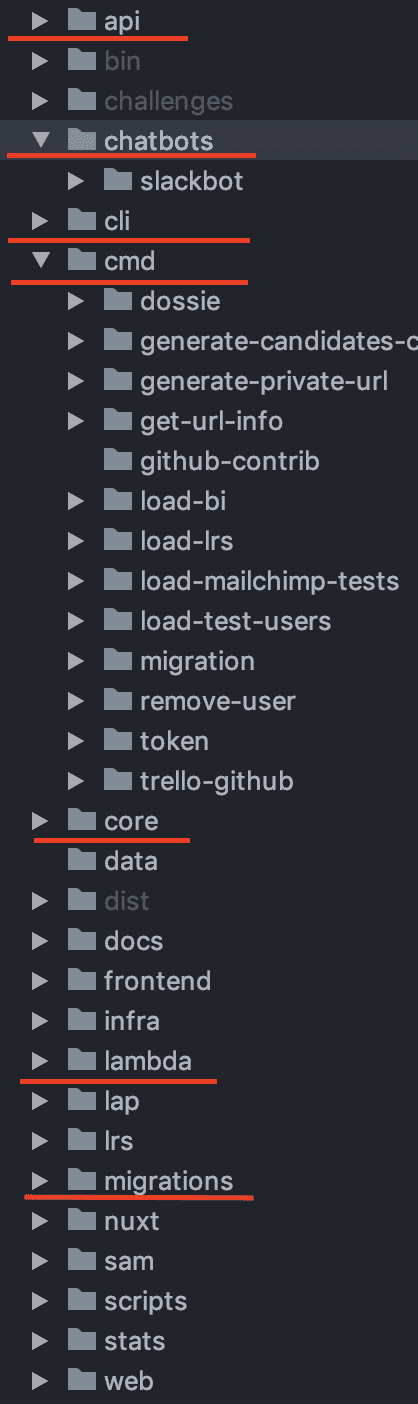 api
bin
challenges
chatbots
slackbot
cli
cmd
dossie
generate-candidates-c
generate-private-url
get-url-info
github-contrib
load-bi
load-lrs
load-mailchimp-tests
load-test-users
migration
remove-user
token
trello-github
core
data
dist
docs
frontend
infra
lambda
lap
lrs
migrations
nuxt
sam
scripts
stats
web